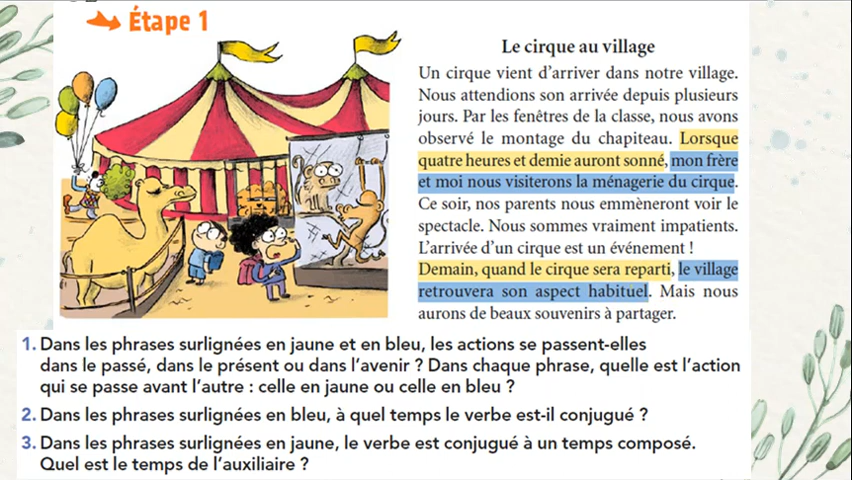 Étape 1
Le cirque au village
Un cirque vient d'arriver dans notre village.
Nous attendions son arrivée depuis plusieurs
jours. Par les fenêtres de la classe, nous avons
observé le montage du chapiteau. Lorsque
quatre heures et demie auront sonné, mon frère
et moi nous visiterons la ménagerie du cirque.
Ce soir, nos parents nous emmèneront voir le
spectacle. Nous sommes vraiment impatients.
L'arrivée d'un cirque est un événement !
Demain, quand le cirque sera reparti, le village
retrouvera son aspect habituel. Mais nous
aurons de beaux souvenirs à partager.
1. Dans les phrases surlignées en jaune et en bleu, les actions se passent-elles
dans le passé, dans le présent ou dans l'avenir ? Dans chaque phrase, quelle est l'action
qui se passe avant l'autre : celle en jaune ou celle en bleu ?
2. Dans les phrases surlignées en bleu, à quel temps le verbe est-il conjugué ?
3. Dans les phrases surlignées en jaune, le verbe est conjugué à un temps composé.
Quel est le temps de l'auxiliaire ?